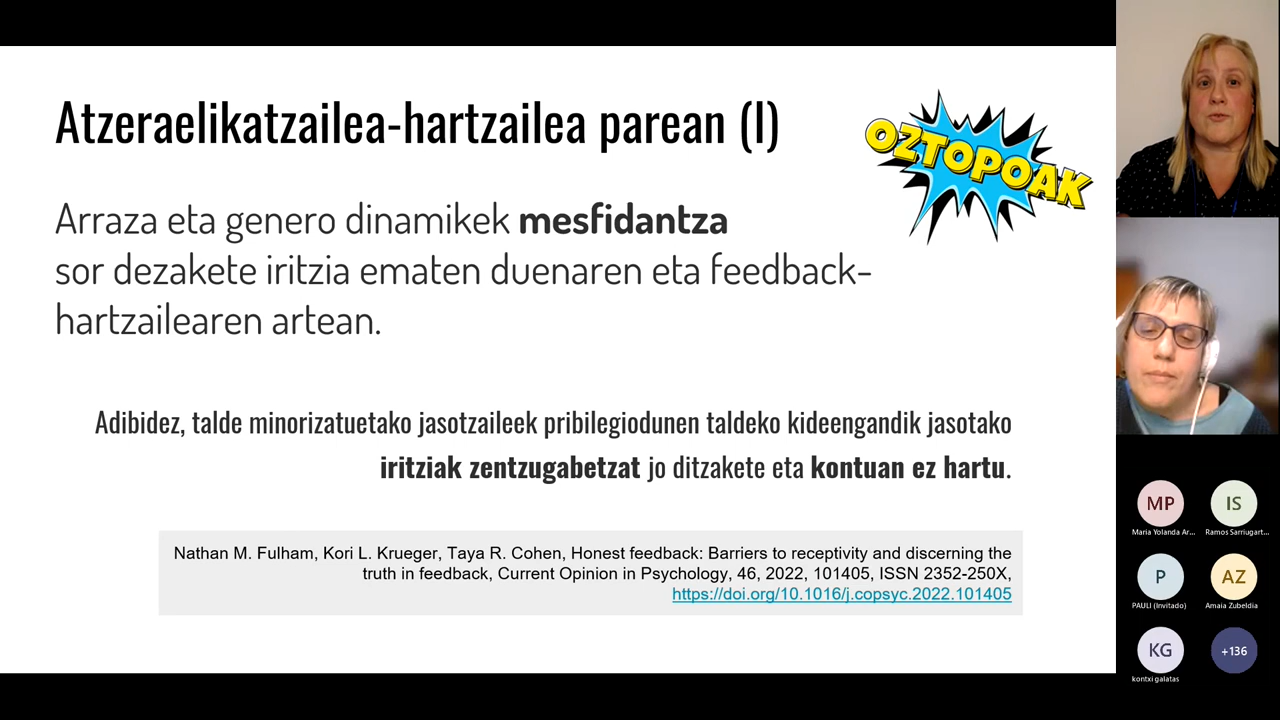 Atzeraelikatzailea-hartzailea parean (I)
OZTOPOAK
Arraza eta genero dinamikek mesfidantza
sor dezakete iritzia ematen duenaren eta feedback-
hartzailearen artean.
Adibidez, talde minorizatuetako jasotzaileek pribilegiodunen taldeko kideengandik jasotako
iritziak zentzugabetzat jo ditzakete eta kontuan ez hartu.
Nathan M. Fulham, Kori L. Krueger, Taya R. Cohen, Honest feedback: Barriers to receptivity and discerning the
truth in feedback, Current Opinion in Psychology, 46, 2022, 101405, ISSN 2352-250X,
https://doi.org/10.1016/j.copsyc.2022.101405
MP
IS
Maria Yolanda Ar...
Ramos Sarriugart...
P
AZ
PAULI (Invitado)
Amaia Zubeldia
KG
+136
kontxi galatas